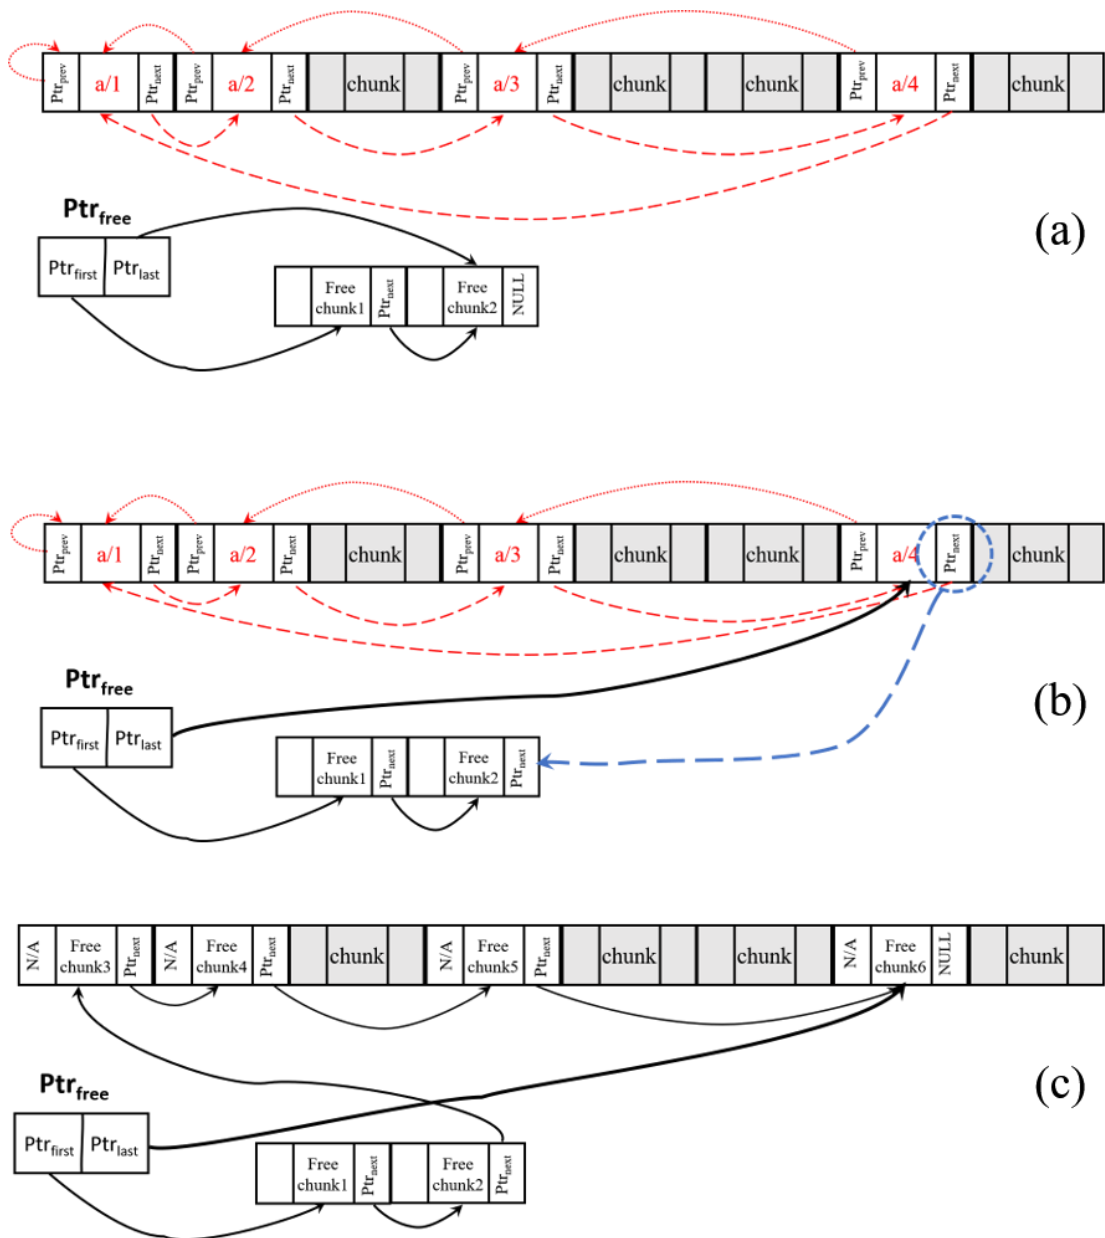 Ptrprev a/1 Ptrnext Ptrprev a/2 Ptrnext chunk Ptrprev a/3 Ptrnext chunk chunk Ptrprev a/4 Ptrnext chunk
Ptrfree
(a)
Ptrfirst Ptrlast
Free
chunk1 Ptrnext Free
chunk2 NULL
Ptrprev a/1 Ptrnext Ptrprev a/2 Ptrnext chunk Ptrprev a/3 Ptrnext chunk chunk Ptrprev a/4 Ptrnext chunk
Ptrfree
(b)
Ptrfirst Ptrlast
Free
chunk1 Ptrnext Free
chunk2 Ptrnext
N/A Free
chunk3 Ptrnext N/A Free
chunk4 Ptrnext chunk N/A Free
chunk5 Ptrnext chunk chunk N/A Free
chunk6 NULL chunk
Ptrfree
(c)
Ptrfirst Ptrlast
Free
chunk1 Ptrnext Free
chunk2 Ptrnext